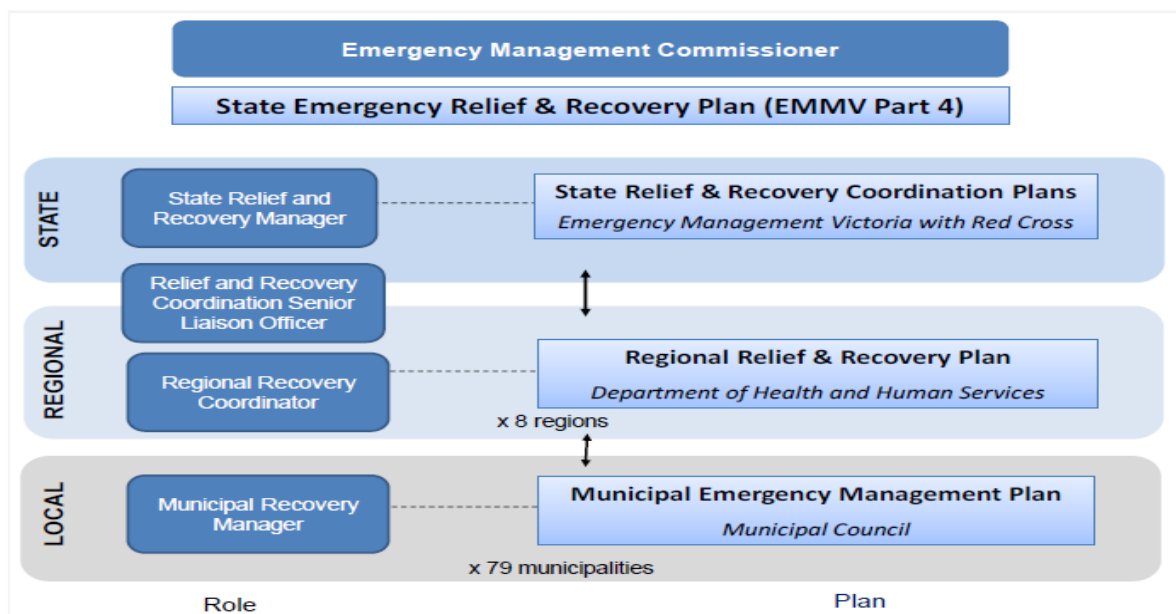 Emergency Management Commissioner
State Emergency Relief & Recovery Plan (EMMV Part 4)
STATE
State Relief and
Recovery Manager
State Relief & Recovery Coordination Plans
Emergency Management Victoria with Red Cross
Relief and Recovery
Coordination Senior
Liaison Officer
REGIONAL
Regional Recovery
Coordinator
Regional Relief & Recovery Plan
Department of Health and Human Services
x 8 regions
LOCAL
Municipal Recovery
Manager
Municipal Emergency Management Plan
Municipal Council
x 79 municipalities
Role
Plan